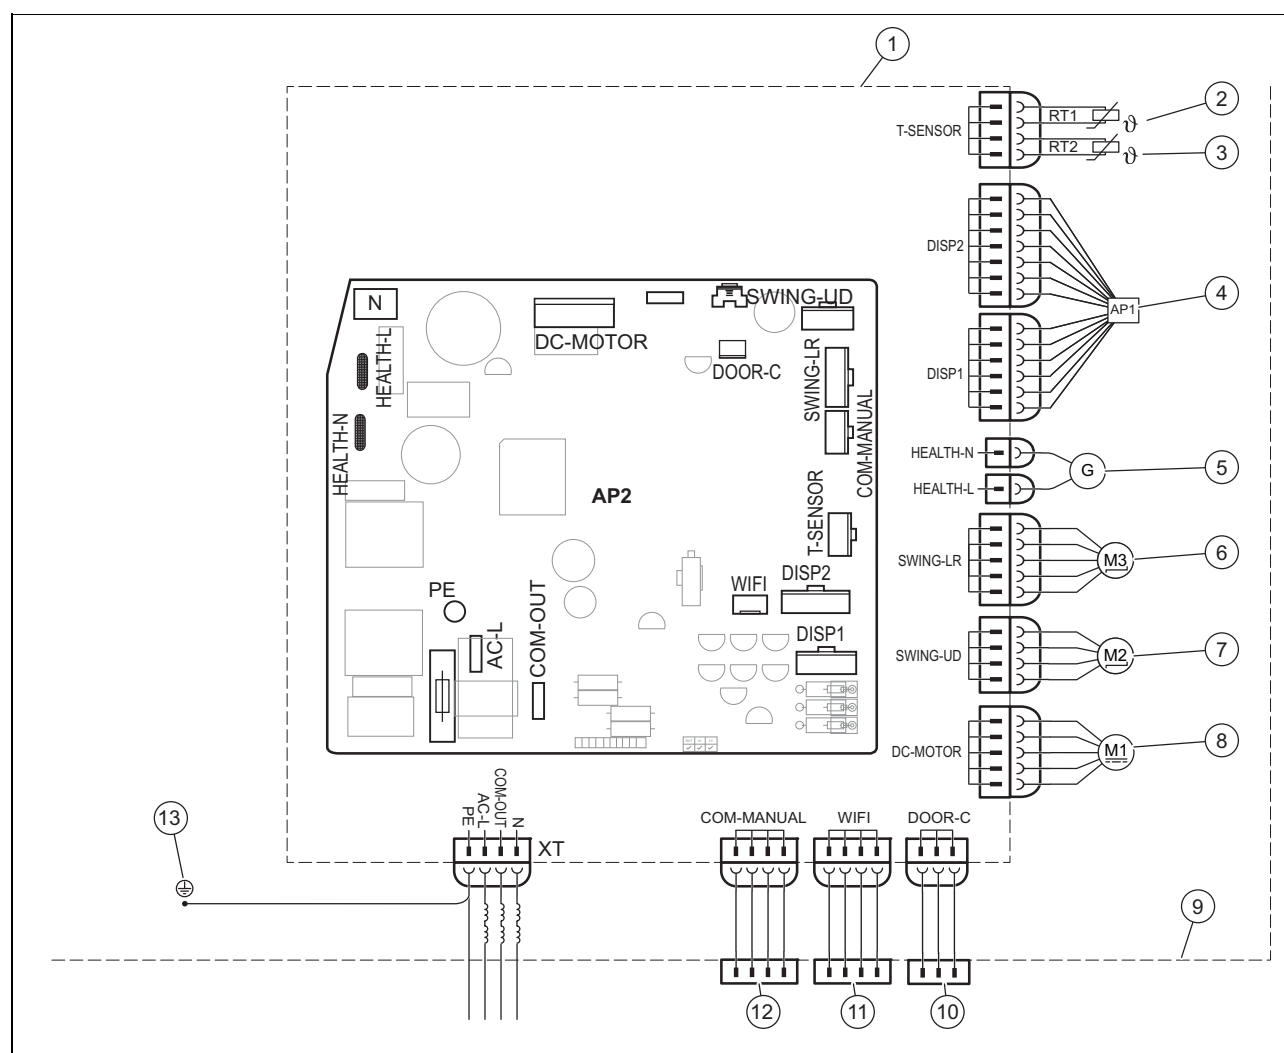 1
T-SENSOR
RT1
ϑ
2
RT2
ϑ
3
DISP2
AP1
4
DISP1
N
SWING-UD
DC-MOTOR
DOOR-C
HEALTH-L
HEALTH-N
SWING-LR
COM-MANUAL
T-SENSOR
AP2
WIFI
DISP2
DISP1
PE
AC-L
COM-OUT
HEALTH-N
HEALTH-L
G
5
SWING-LR
M3
6
SWING-UD
M2
7
DC-MOTOR
M1
8
13
PE
AC-L
COM-OUT
N
XT
COM-MANUAL
WIFI
DOOR-C
9
12
11
10